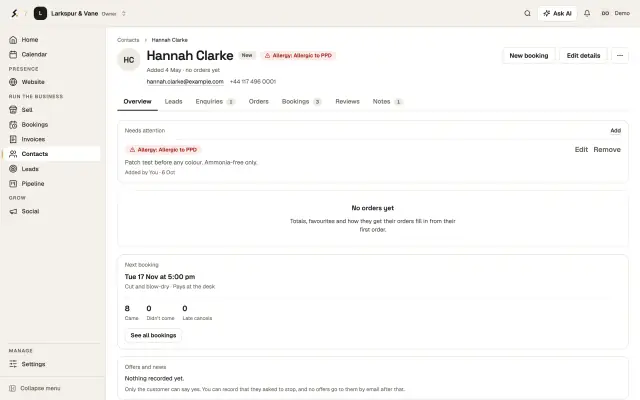 L Larkspur & Vane Demo
Ask AI
DO Demo
Home
Calendar
PRESENCE
Website
RUN THE BUSINESS
Sell
Bookings
Invoices
Contacts
Leads
Pipeline
GROW
Social
MANAGE
Settings
Collapse menu
Contacts › Hannah Clarke
HC
Hannah Clarke New Allergy: Allergic to PPD
Added 4 May · no orders yet
hannah.clarke@example.com +44 117 496 0001
New booking Edit details ...
Overview Leads Enquiries Orders Bookings 3 Reviews Notes 1
Needs attention Add
Allergy: Allergic to PPD Edit Remove
Patch test before any colour. Ammonia-free only.
Added by You · 6 Oct
No orders yet
Totals, favourites and how they get their orders fill in from their
first order.
Next booking
Tue 17 Nov at 5:00 pm
Cut and blow-dry · Pays at the desk
8 0 0
Came Didn't come Late cancels
See all bookings
Offers and news
Nothing recorded yet.
Only the customer can say yes. You can record that they asked to stop, and no offers go to them by email after that.